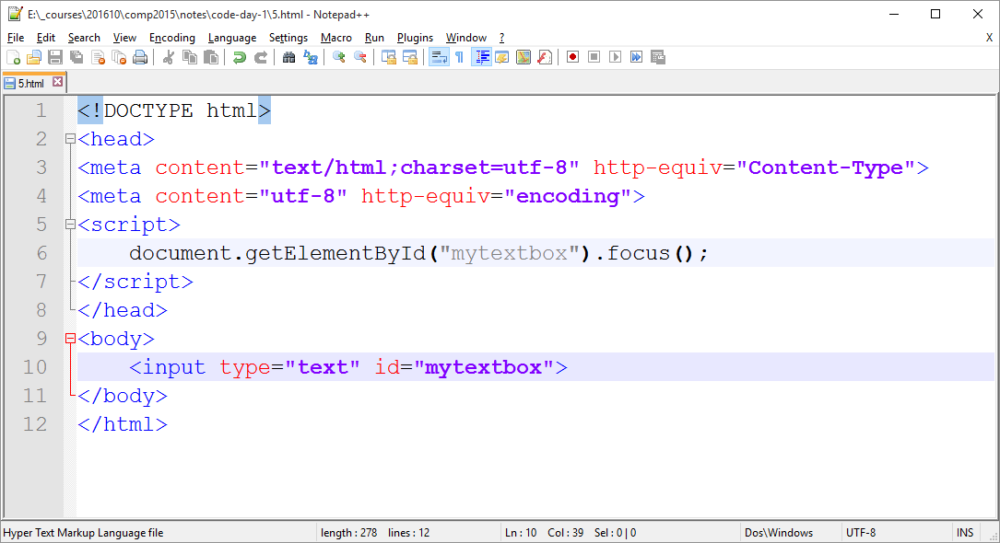 E:\_courses\201610\comp2015\notes\code-day-1\5.html - Notepad++
File Edit Search View Encoding Language Settings Macro Run Plugins Window ? X
5.html
1 <!DOCTYPE html>
2 <head>
3 <meta content="text/html;charset=utf-8" http-equiv="Content-Type">
4 <meta content="utf-8" http-equiv="encoding">
5 <script>
6 document.getElementById("mytextbox").focus();
7 </script>
8 </head>
9 <body>
10 <input type="text" id="mytextbox">
11 </body>
12 </html>
Hyper Text Markup Language file length : 278 lines : 12 Ln : 10 Col : 39 Sel : 0 | 0 Dos\Windows UTF-8 INS